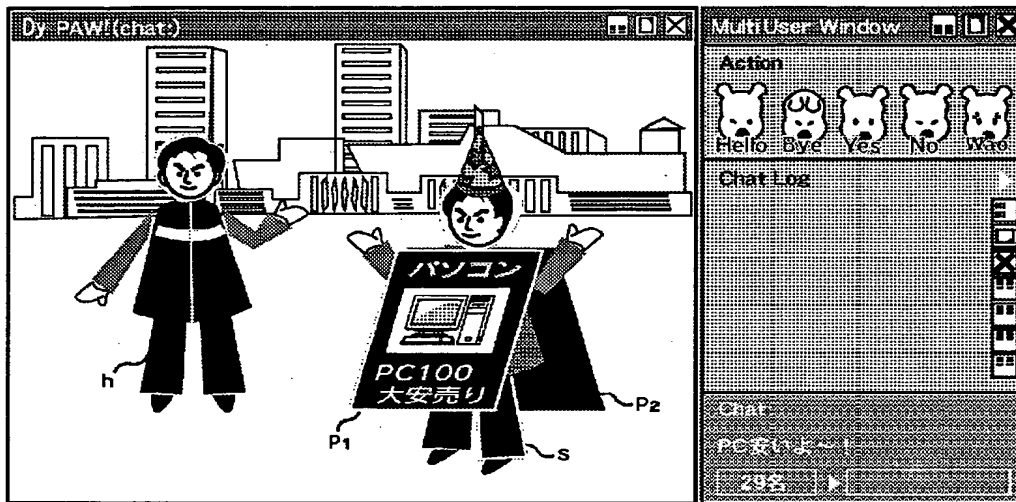 Dy PAW!(chat:)
MultiUser Window
Action
Hello Bye Yes No Wao
Chat Log
パソコン
PC100
大安売り
h
P1
P2
s
Chat:
PC安いよ〜!
29名